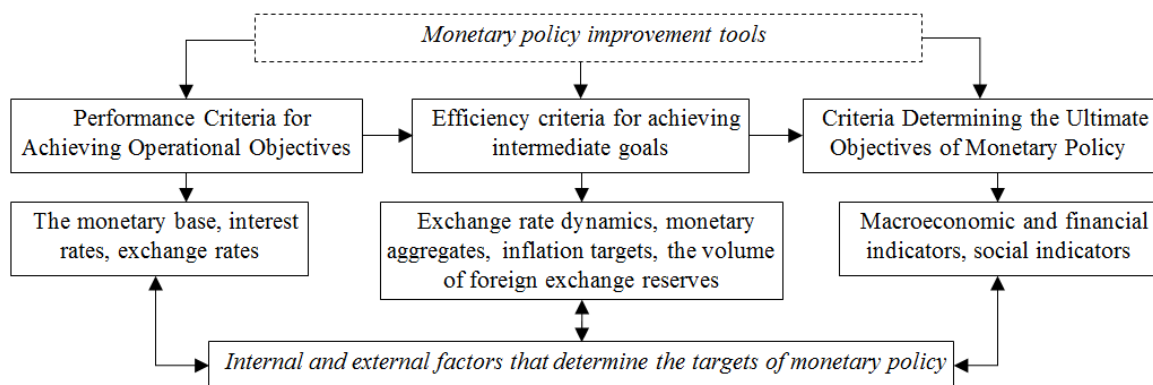 Monetary policy improvement tools
Performance Criteria for
Achieving Operational Objectives
Efficiency criteria for achieving
intermediate goals
Criteria Determining the Ultimate
Objectives of Monetary Policy
The monetary base, interest
rates, exchange rates
Exchange rate dynamics, monetary
aggregates, inflation targets, the volume
of foreign exchange reserves
Macroeconomic and financial
indicators, social indicators
Internal and external factors that determine the targets of monetary policy